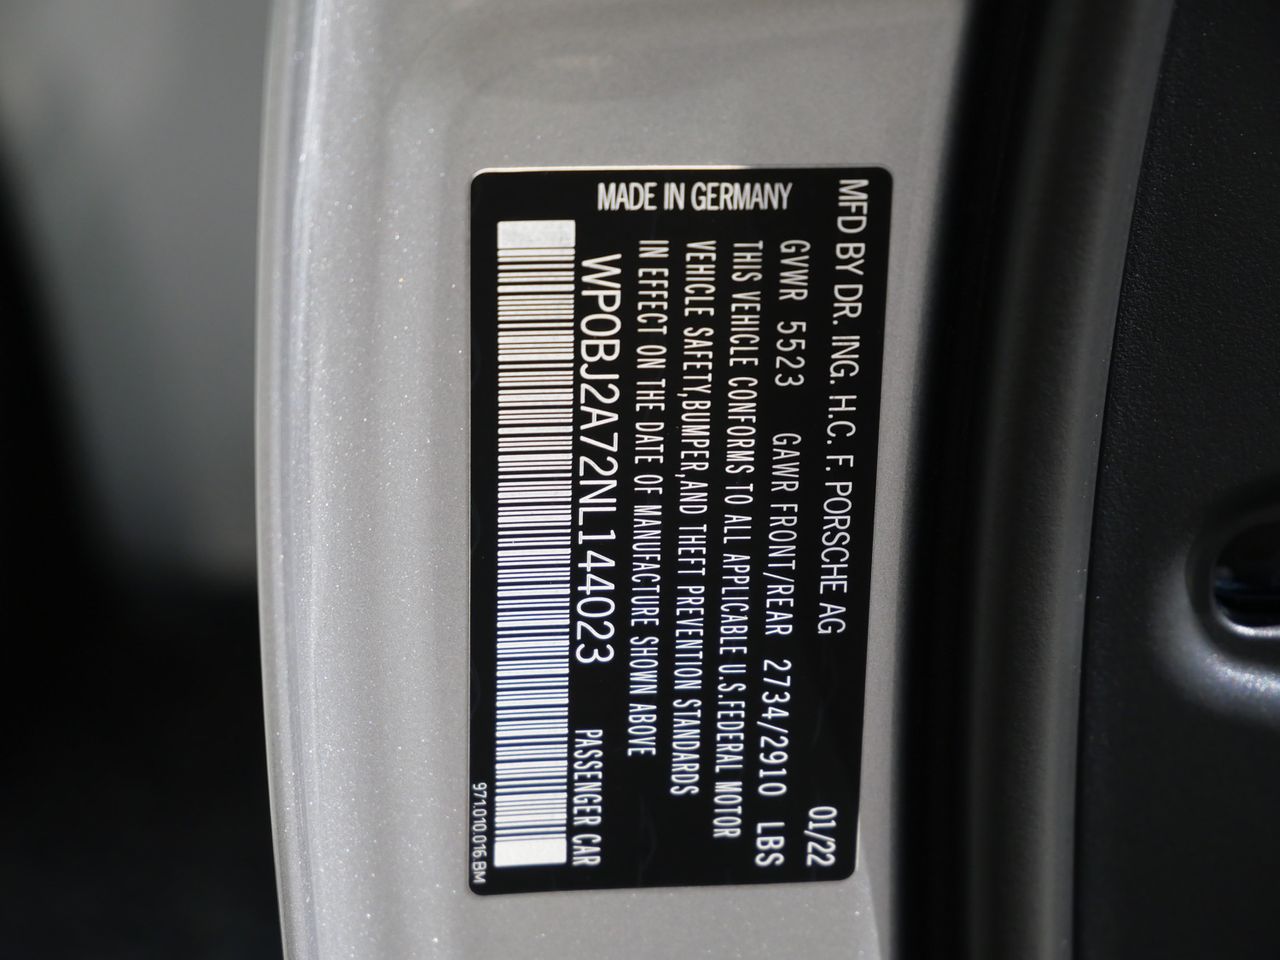 MFD BY DR. ING. H.C. F. PORSCHE AG 01/22
GVWR 5523 GAWR FRONT/REAR 2734/2910 LBS
THIS VEHICLE CONFORMS TO ALL APPLICABLE U.S.FEDERAL MOTOR
VEHICLE SAFETY,BUMPER,AND THEFT PREVENTION STANDARDS
IN EFFECT ON THE DATE OF MANUFACTURE SHOWN ABOVE
MADE IN GERMANY
WP0BJ2A72NL144023 PASSENGER CAR
971.010.016.BM